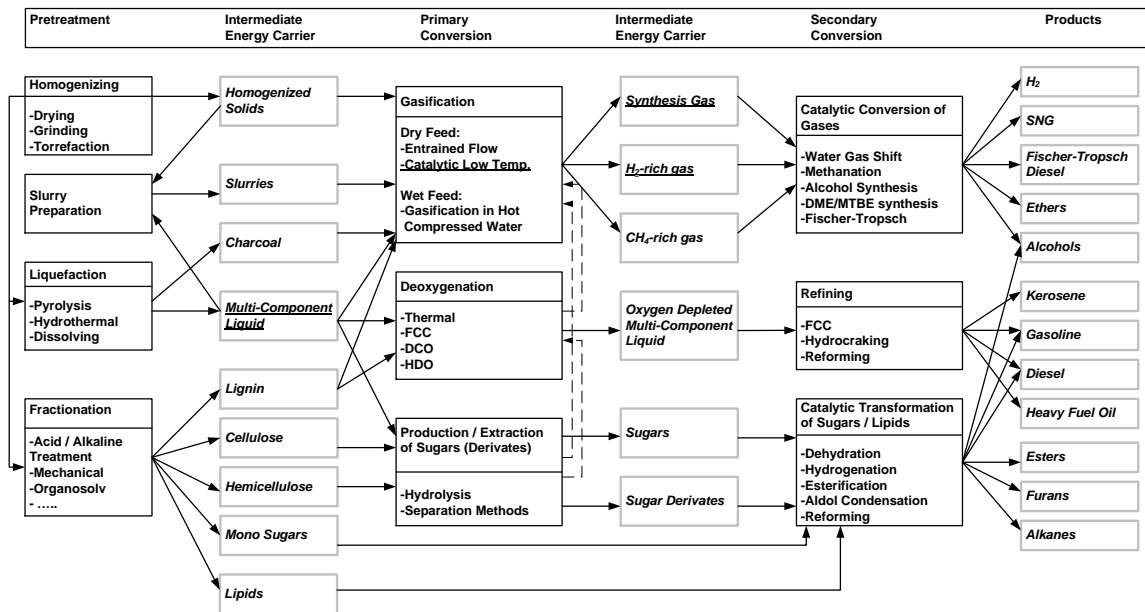 Pretreatment
Intermediate
Energy Carrier
Primary
Conversion
Intermediate
Energy Carrier
Secondary
Conversion
Products
Homogenizing
-Drying
-Grinding
-Torrefaction
Slurry
Preparation
Liquefaction
-Pyrolysis
-Hydrothermal
-Dissolving
Fractionation
-Acid / Alkaline
Treatment
-Mechanical
-Organosolv
- …..
Homogenized
Solids
Slurries
Charcoal
Multi-Component
Liquid
Lignin
Cellulose
Hemicellulose
Mono Sugars
Lipids
Gasification
Dry Feed:
-Entrained Flow
-Catalytic Low Temp.
Wet Feed:
-Gasification in Hot
Compressed Water
Deoxygenation
-Thermal
-FCC
-DCO
-HDO
Production / Extraction
of Sugars (Derivates)
-Hydrolysis
-Separation Methods
Synthesis Gas
H₂-rich gas
CH₄-rich gas
Oxygen Depleted
Multi-Component
Liquid
Sugars
Sugar Derivates
Catalytic Conversion of
Gases
-Water Gas Shift
-Methanation
-Alcohol Synthesis
-DME/MTBE synthesis
-Fischer-Tropsch
Refining
-FCC
-Hydrocraking
-Reforming
Catalytic Transformation
of Sugars / Lipids
-Dehydration
-Hydrogenation
-Esterification
-Aldol Condensation
-Reforming
H₂
SNG
Fischer-Tropsch
Diesel
Ethers
Alcohols
Kerosene
Gasoline
Diesel
Heavy Fuel Oil
Esters
Furans
Alkanes